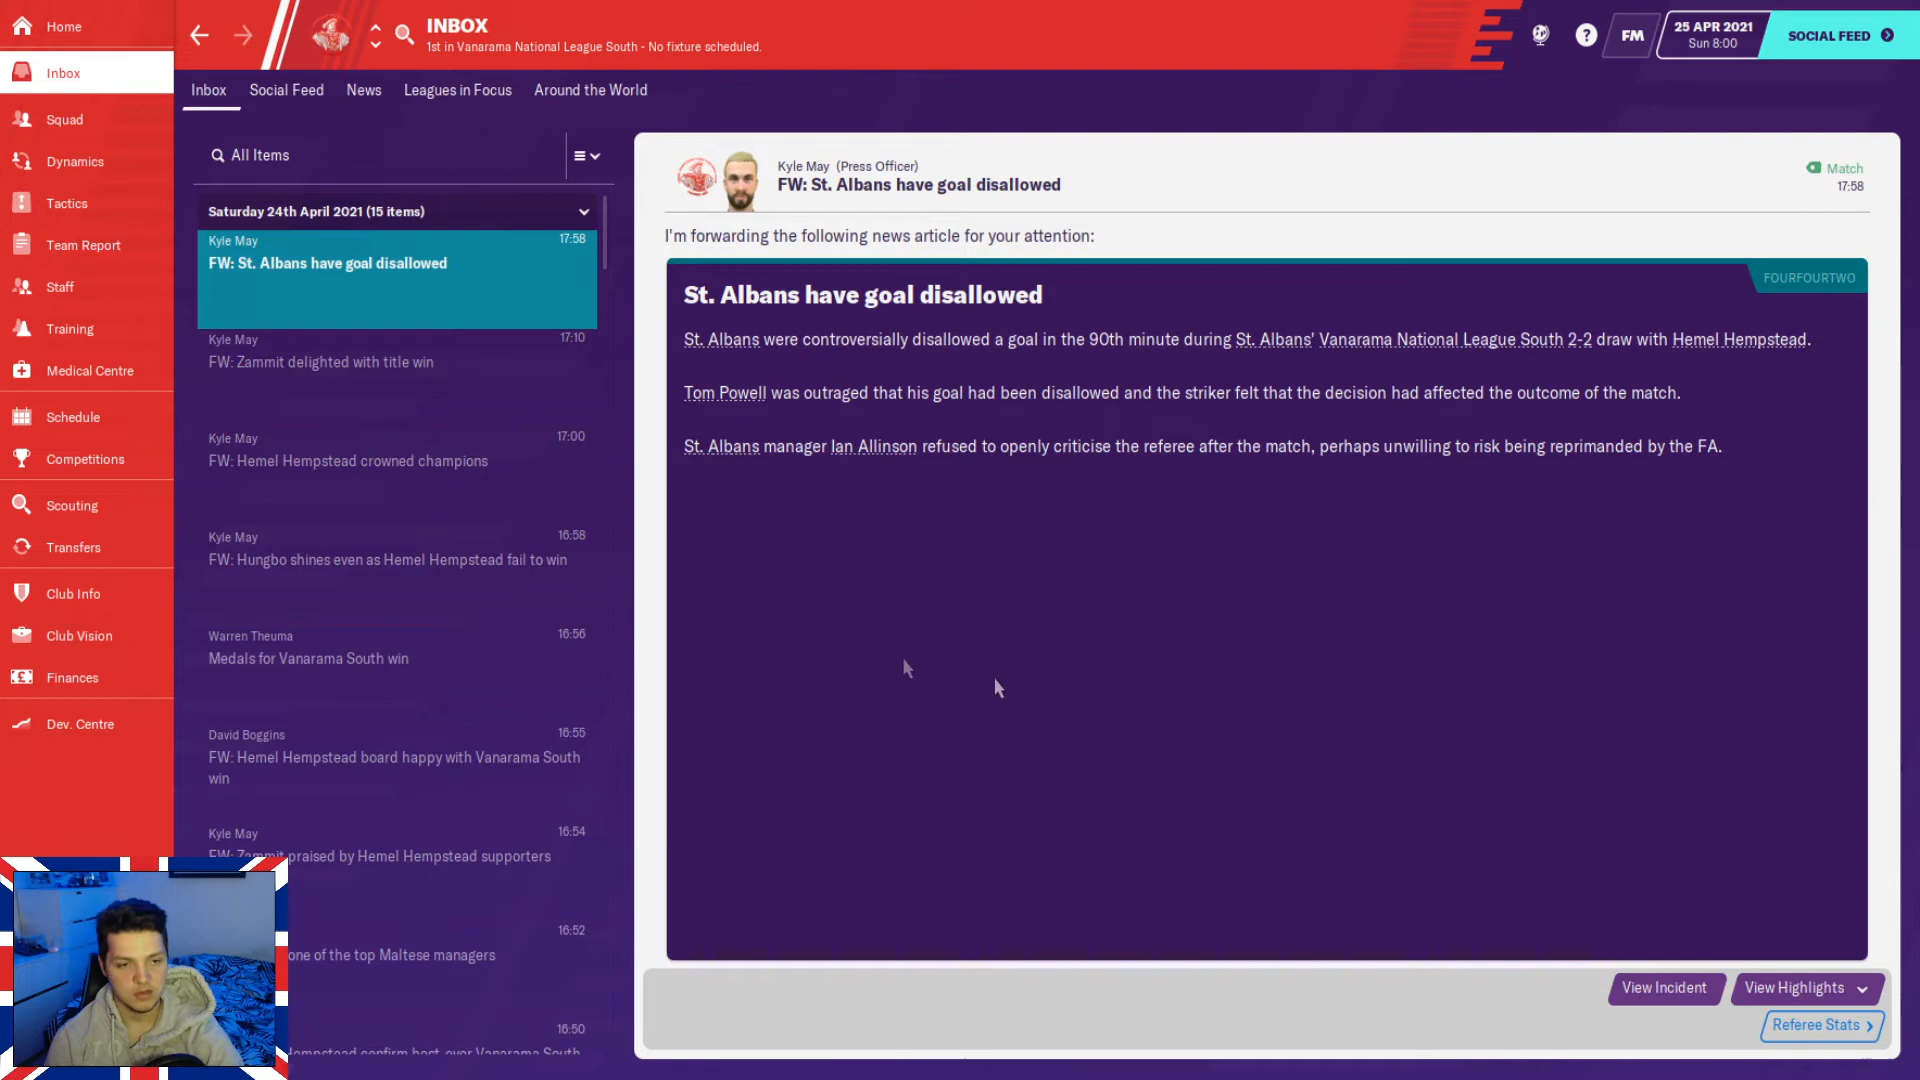 Home
Inbox
Squad
Dynamics
Tactics
Team Report
Staff
Training
Medical Centre
Schedule
Competitions
Scouting
Transfers
Club Info
Club Vision
Finances
Dev. Centre
INBOX
1st in Vanarama National League South - No fixture scheduled.
?
FM
25 APR 2021
Sun 8:00
SOCIAL FEED
Inbox
Social Feed
News
Leagues in Focus
Around the World
All Items
Saturday 24th April 2021 (15 items)
Kyle May 17:58
FW: St. Albans have goal disallowed
Kyle May 17:10
FW: Zammit delighted with title win
Kyle May 17:00
FW: Hemel Hempstead crowned champions
Kyle May 16:58
FW: Hungbo shines even as Hemel Hempstead fail to win
Warren Theuma 16:56
Medals for Vanarama South win
David Boggins 16:55
FW: Hemel Hempstead board happy with Vanarama South
win
Kyle May 16:54
FW: Zammit praised by Hemel Hempstead supporters
16:52
one of the top Maltese managers
16:50
Hempstead confirm best-ever Vanarama South
Kyle May (Press Officer)
FW: St. Albans have goal disallowed
Match
17:58
I'm forwarding the following news article for your attention:
FOURFOURTWO
St. Albans have goal disallowed
St. Albans were controversially disallowed a goal in the 90th minute during St. Albans' Vanarama National League South 2-2 draw with Hemel Hempstead.
Tom Powell was outraged that his goal had been disallowed and the striker felt that the decision had affected the outcome of the match.
St. Albans manager Ian Allinson refused to openly criticise the referee after the match, perhaps unwilling to risk being reprimanded by the FA.
View Incident
View Highlights
Referee Stats